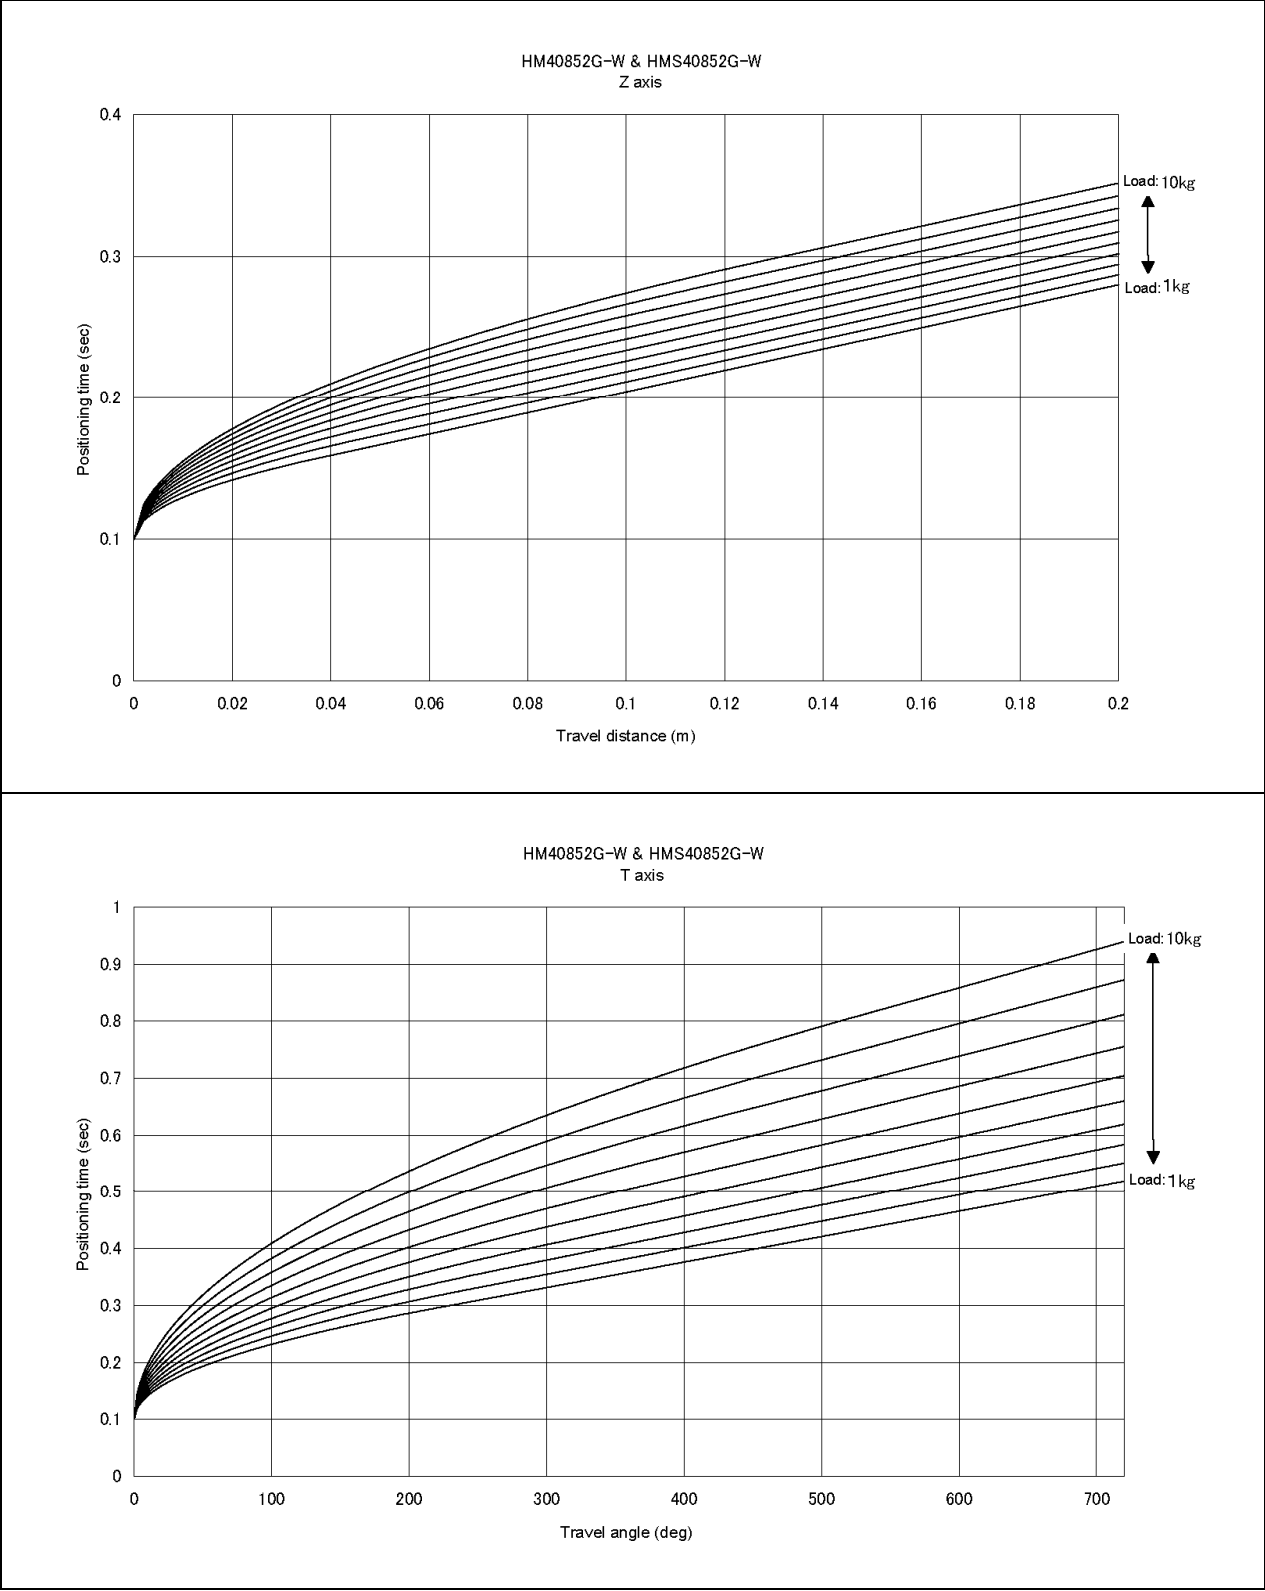 HM40852G-W & HMS40852G-W
Z axis
0.4
Load: 10kg
0.3
Load: 1kg
Positioning time (sec)
0.2
0.1
0
0 0.02 0.04 0.06 0.08 0.1 0.12 0.14 0.16 0.18 0.2
Travel distance (m)
HM40852G-W & HMS40852G-W
T axis
1
Load: 10kg
0.9
0.8
0.7
0.6
Positioning time (sec)
0.5
Load: 1kg
0.4
0.3
0.2
0.1
0
0 100 200 300 400 500 600 700
Travel angle (deg)